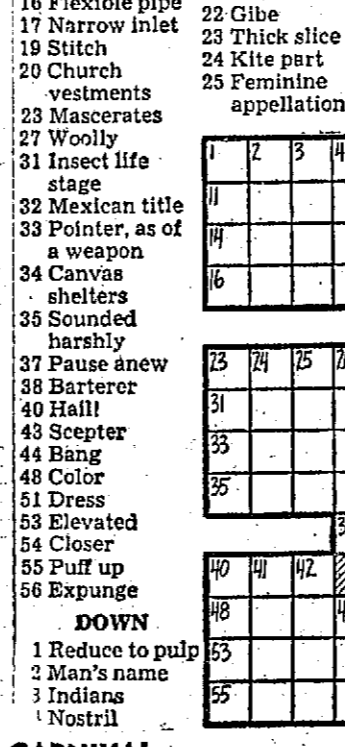 16 Flexible pipe
17 Narrow inlet
19 Stitch
20 Church
vestments
23 Mascerates
27 Woolly
31 Insect life
stage
32 Mexican title
33 Pointer, as of
a weapon
34 Canvas
shelters
35 Sounded
harshly
37 Pause anew
38 Barterer
40 Hail!
43 Scepter
44 Bang
48 Color
51 Dress
53 Elevated
54 Closer
55 Puff up
56 Expunge
DOWN
1 Reduce to pulp
2 Man's name
3 Indians
Nostril
22 Gibe
23 Thick slice
24 Kite part
25 Feminine
appellation
1 2 3 4
11
14
16
23 24 25
31
33
35
40 41 42
48
53
55